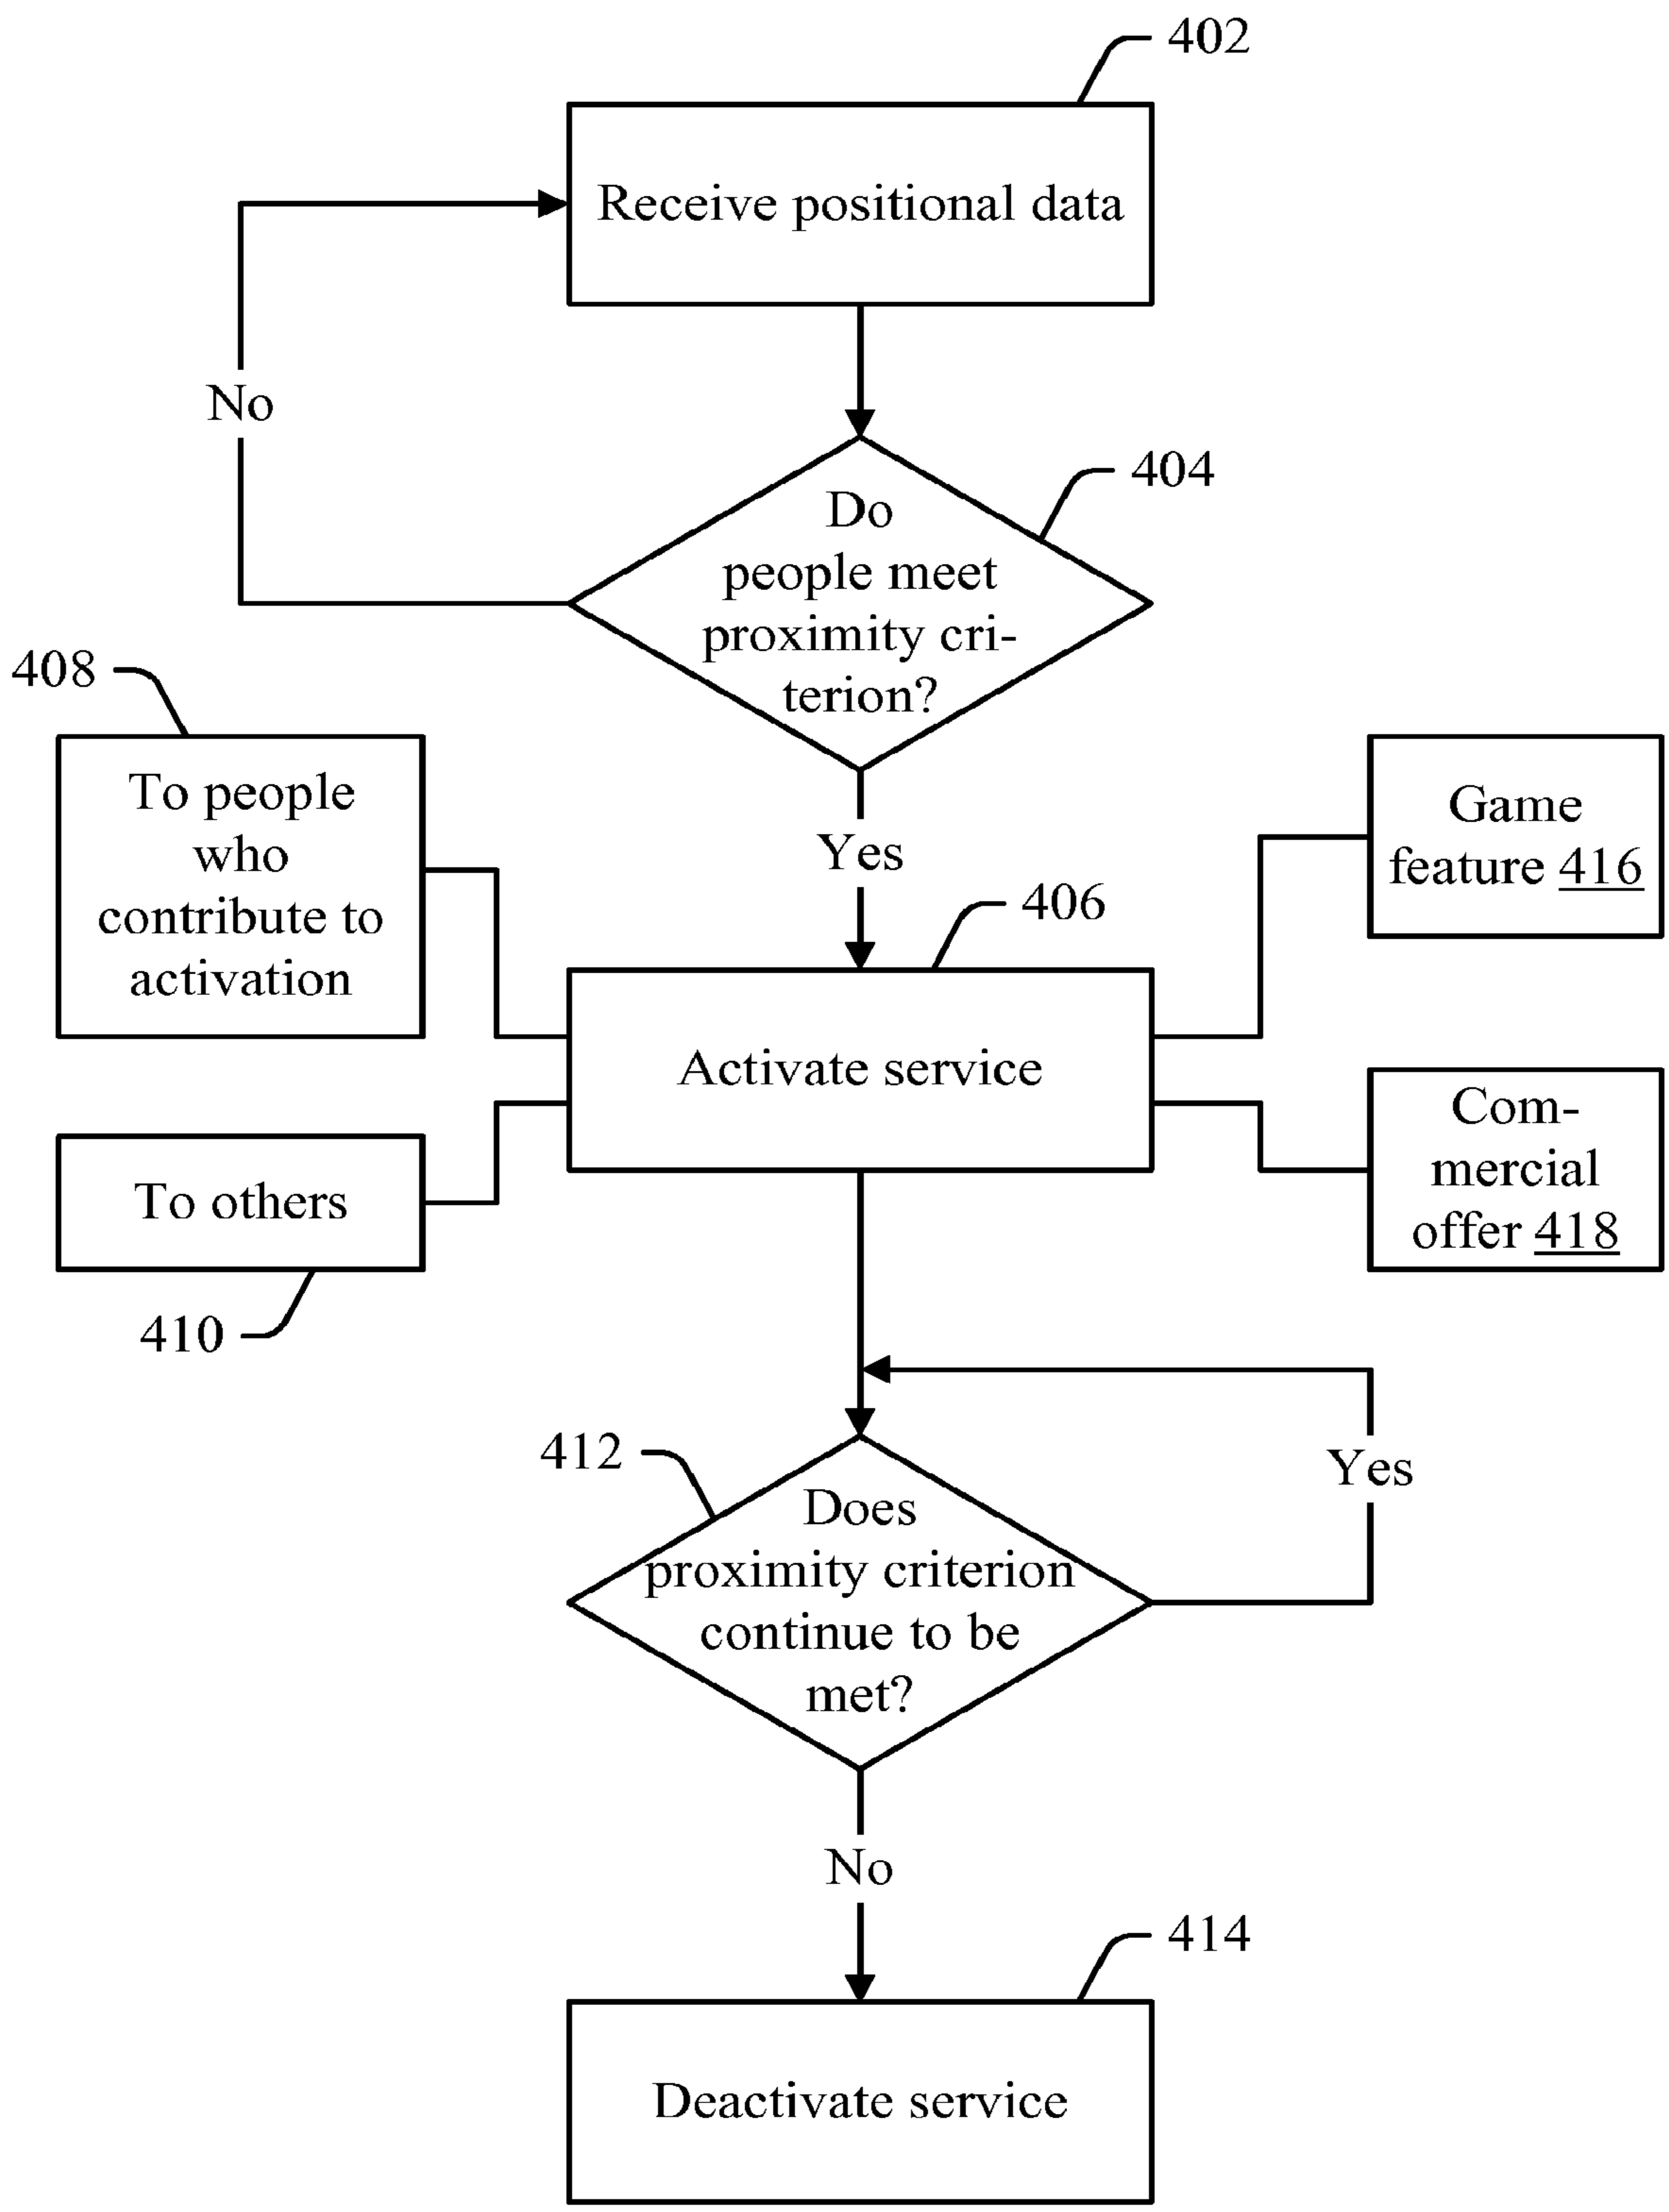 402
Receive positional data
No
404
Do
people meet
proximity cri-
terion?
408
To people
who
contribute to
activation
Yes
Game
feature 416
406
Activate service
Com-
mercial
offer 418
To others
410
412
Does
proximity criterion
continue to be
met?
Yes
No
414
Deactivate service